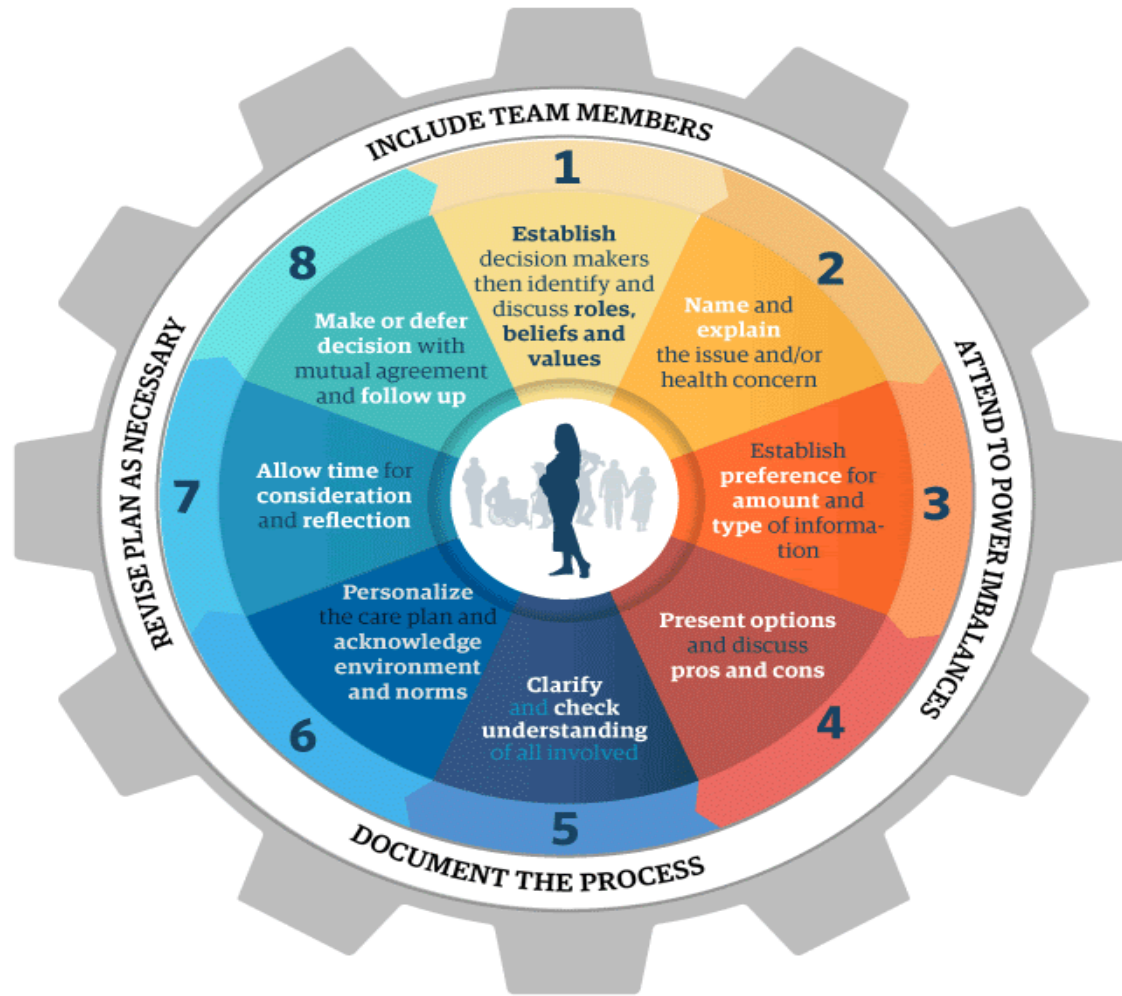 INCLUDE TEAM MEMBERS
ATTEND TO POWER IMBALANCES
DOCUMENT THE PROCESS
REVISE PLAN AS NECESSARY
1
Establish
decision makers
then identify and
discuss roles,
beliefs and
values
2
Name and
explain
the issue and/or
health concern
3
Establish
preference for
amount and
type of informa-
tion
4
Present options
and discuss
pros and cons
5
Clarify
and check
understanding
of all involved
6
Personalize
the care plan and
acknowledge
environment
and norms
7
Allow time for
consideration
and reflection
8
Make or defer
decision with
mutual agreement
and follow up